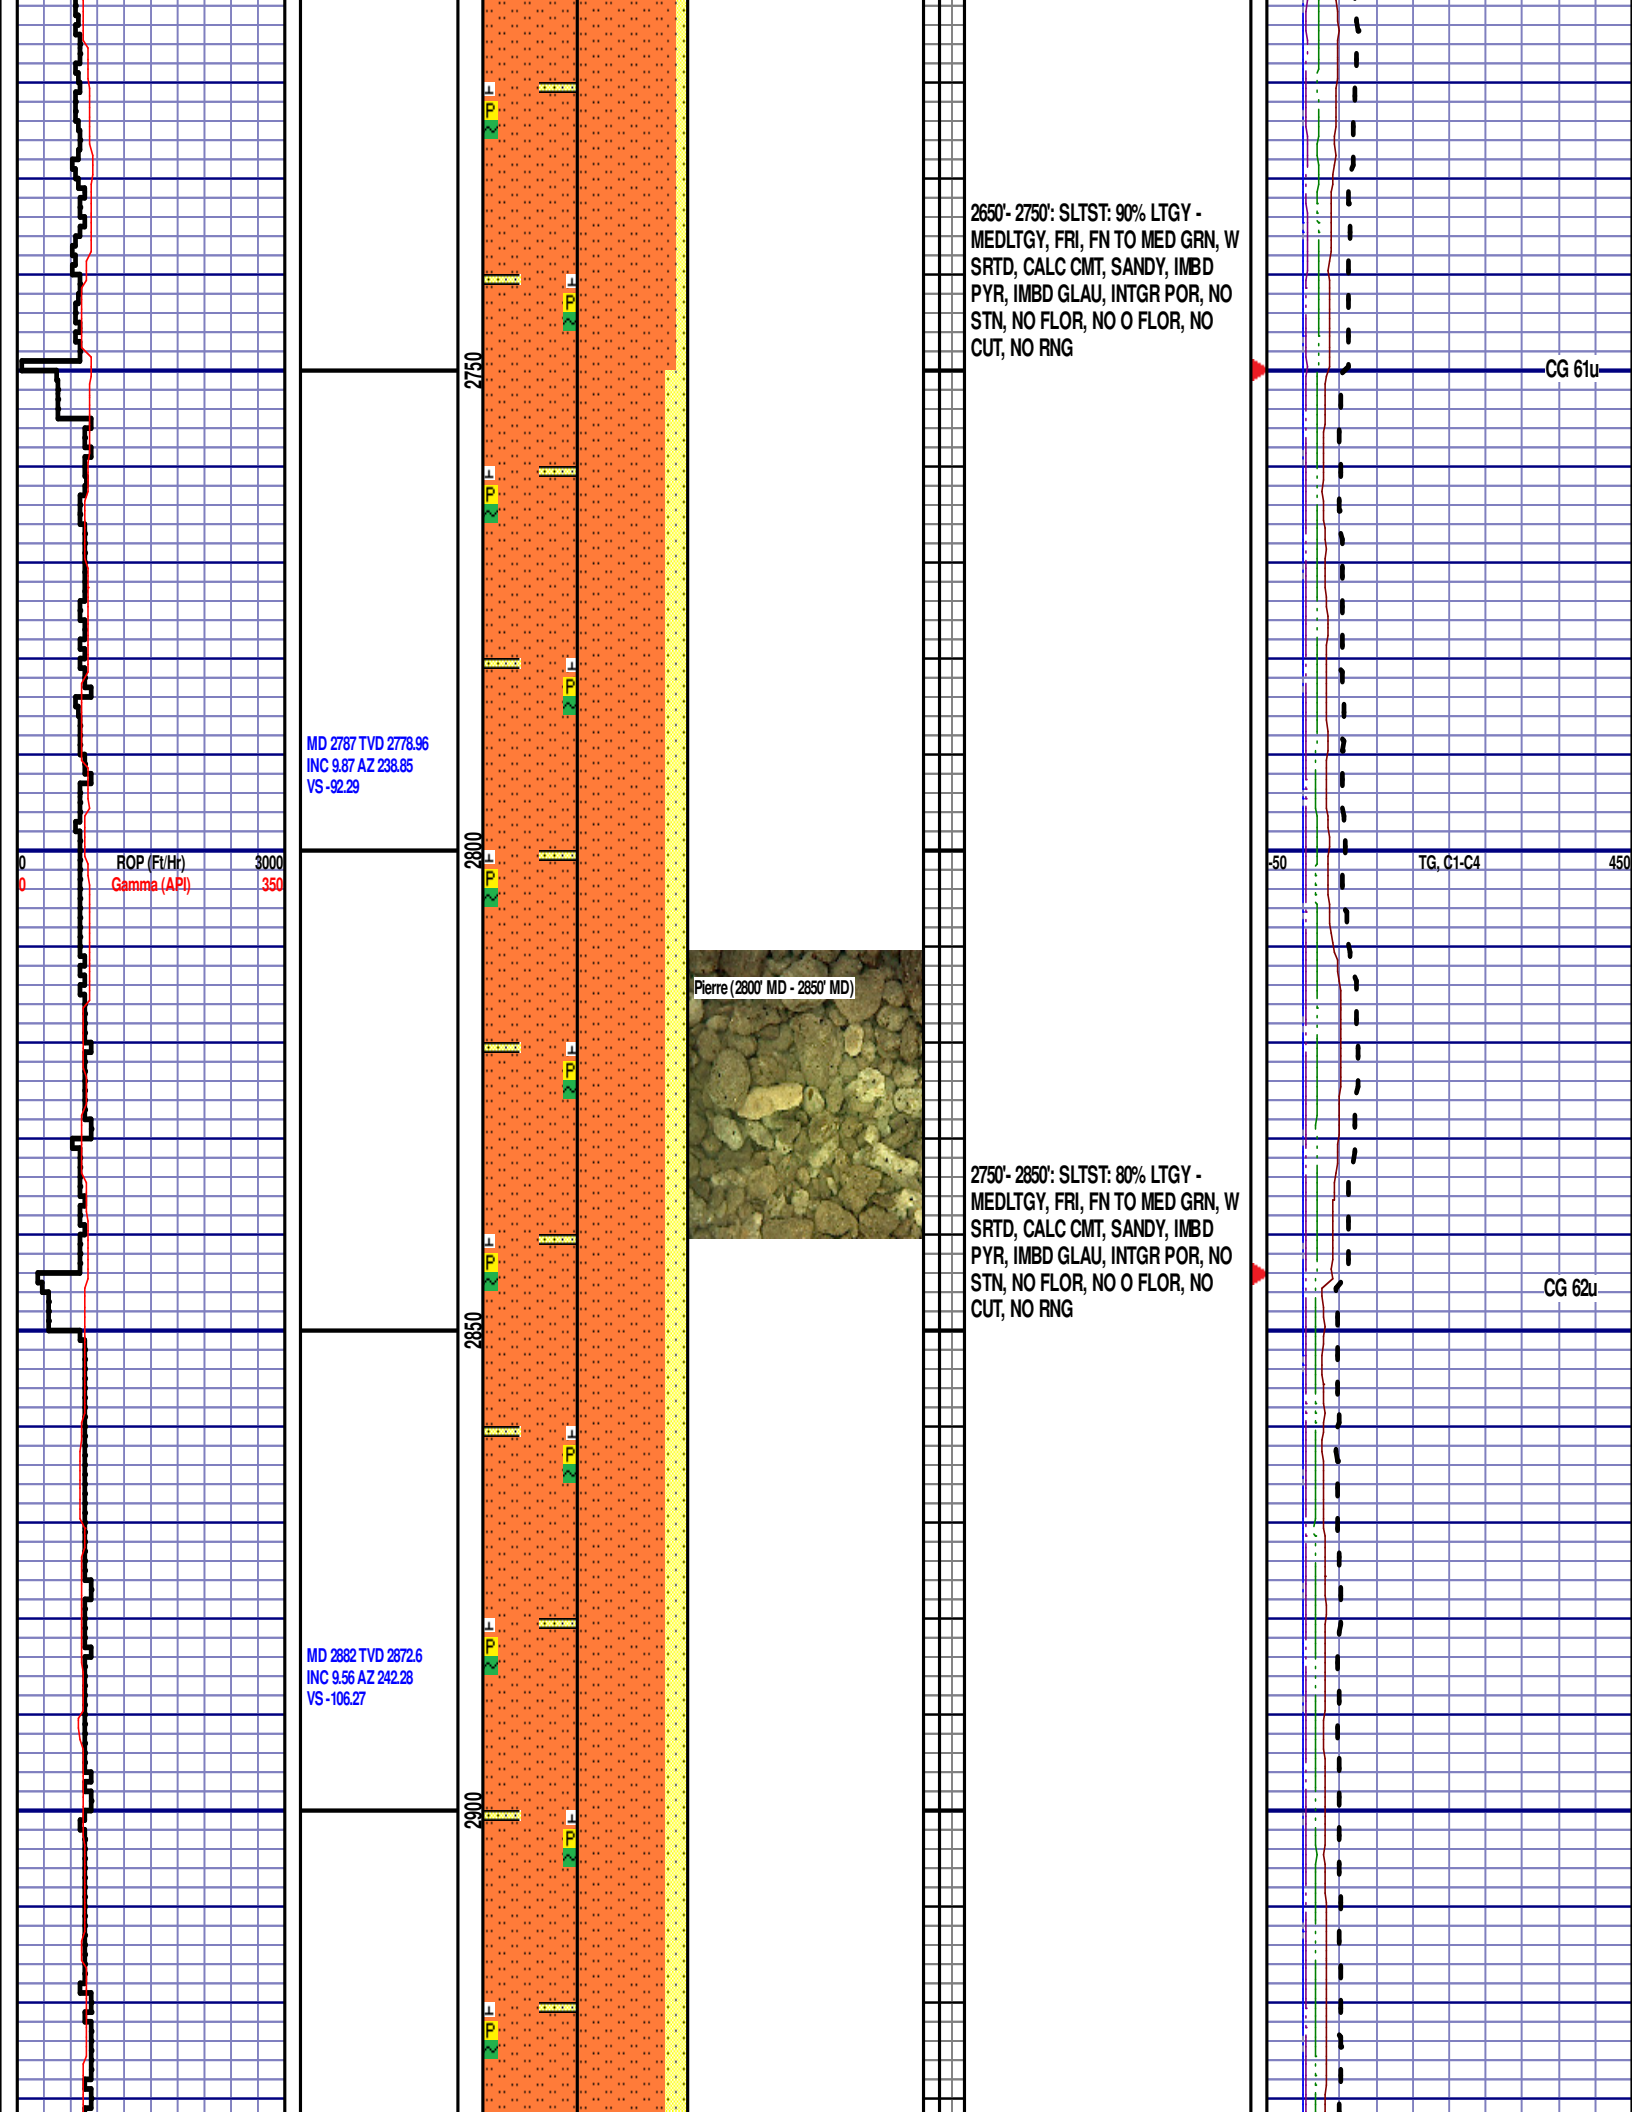 2650'- 2750': SLTST: 90% LTGY -
MEDLTGY, FRI, FN TO MED GRN, W
SRTD, CALC CMT, SANDY, IMBD
PYR, IMBD GLAU, INTGR POR, NO
STN, NO FLOR, NO O FLOR, NO
CUT, NO RNG
2750
CG 61u
MD 2787 TVD 2778.96
INC 9.87 AZ 238.85
VS -92.29
2800
0 ROP (Ft/Hr) 3000
0 Gamma (API) 350
-50 TG, C1-C4 450
Pierre (2800' MD - 2850' MD)
2750'- 2850': SLTST: 80% LTGY -
MEDLTGY, FRI, FN TO MED GRN, W
SRTD, CALC CMT, SANDY, IMBD
PYR, IMBD GLAU, INTGR POR, NO
STN, NO FLOR, NO O FLOR, NO
CUT, NO RNG
CG 62u
2850
MD 2882 TVD 2872.6
INC 9.56 AZ 242.28
VS -106.27
2900
P
P
P
P
P
P
P
P
P
P
P